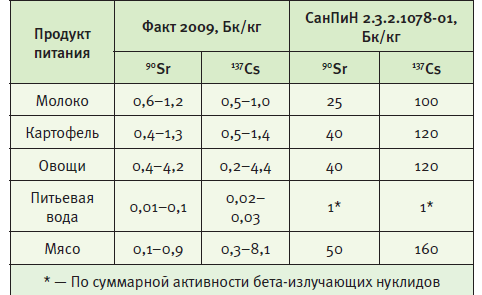 Продукт питания Факт 2009, Бк/кг СанПиН 2.3.2.1078-01, Бк/кг
⁹⁰Sr ¹³⁷Cs ⁹⁰Sr ¹³⁷Cs
Молоко 0,6–1,2 0,5–1,0 25 100
Картофель 0,4–1,3 0,5–1,4 40 120
Овощи 0,4–4,2 0,2–4,4 40 120
Питьевая вода 0,01–0,1 0,02–0,03 1* 1*
Мясо 0,1–0,9 0,3–8,1 50 160
* — По суммарной активности бета-излучающих нуклидов